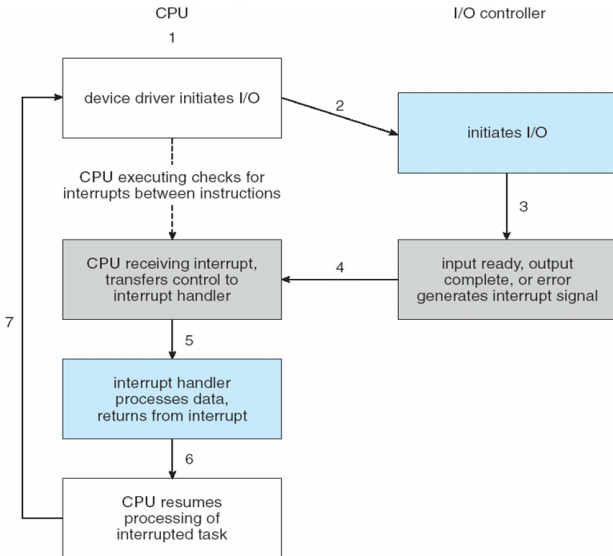 CPU
I/O controller
1
device driver initiates I/O
2
initiates I/O
CPU executing checks for
interrupts between instructions
3
CPU receiving interrupt,
transfers control to
interrupt handler
4
input ready, output
complete, or error
generates interrupt signal
7
5
interrupt handler
processes data,
returns from interrupt
6
CPU resumes
processing of
interrupted task